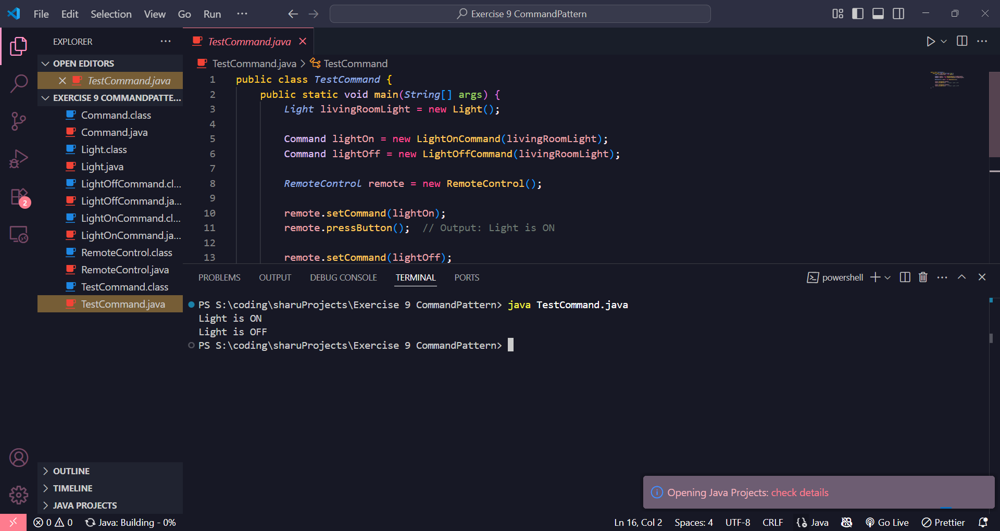 File Edit Selection View Go Run ··· Exercise 9 CommandPattern
EXPLORER ···
OPEN EDITORS
TestCommand.java
EXERCISE 9 COMMANDPATTE...
Command.class
Command.java
Light.class
Light.java
LightOffCommand.cl...
LightOffCommand.ja...
LightOnCommand.cl...
LightOnCommand.ja...
RemoteControl.class
RemoteControl.java
TestCommand.class
TestCommand.java
OUTLINE
TIMELINE
JAVA PROJECTS
2
TestCommand.java
TestCommand.java > TestCommand
1 public class TestCommand {
2 public static void main(String[] args) {
3 Light livingRoomLight = new Light();
4
5 Command lightOn = new LightOnCommand(livingRoomLight);
6 Command lightOff = new LightOffCommand(livingRoomLight);
7
8 RemoteControl remote = new RemoteControl();
9
10 remote.setCommand(lightOn);
11 remote.pressButton(); // Output: Light is ON
12
13 remote.setCommand(lightOff);
PROBLEMS OUTPUT DEBUG CONSOLE TERMINAL PORTS powershell
PS S:\coding\sharuProjects\Exercise 9 CommandPattern> java TestCommand.java
Light is ON
Light is OFF
PS S:\coding\sharuProjects\Exercise 9 CommandPattern>
Opening Java Projects: check details
0 0 Java: Building - 0% Ln 16, Col 2 Spaces: 4 UTF-8 CRLF Java Go Live Prettier